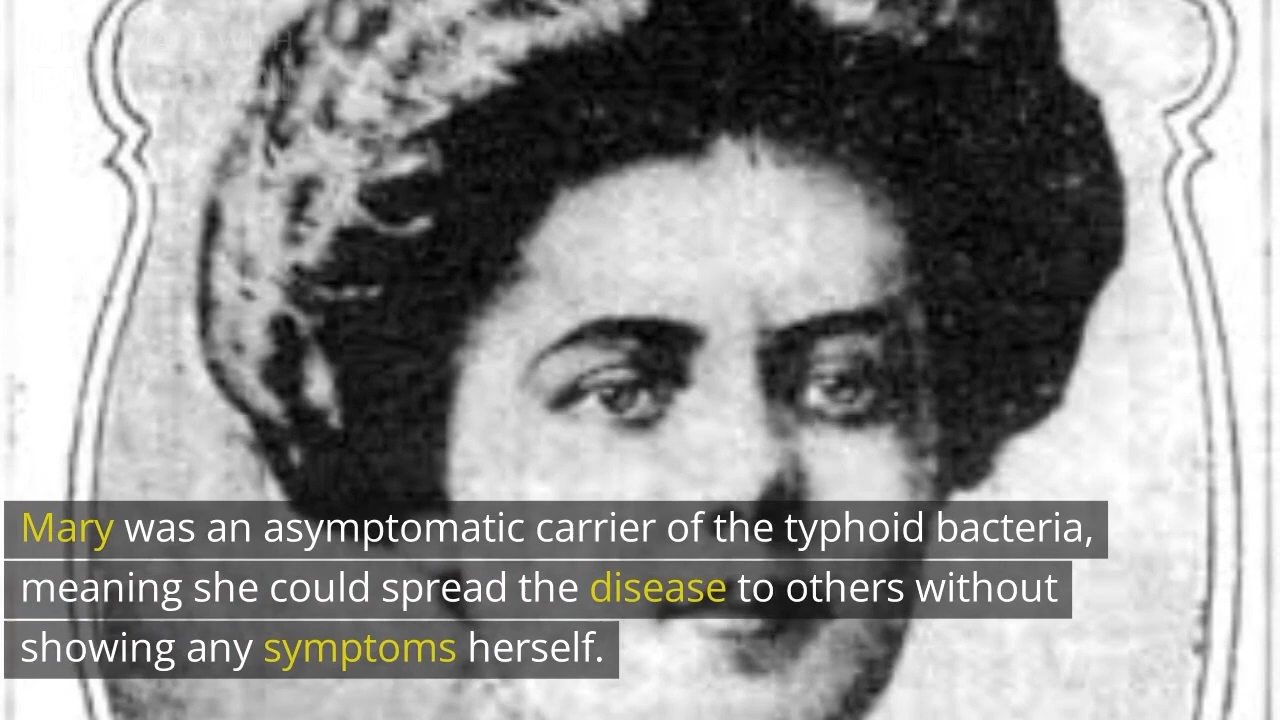 Mary was an asymptomatic carrier of the typhoid bacteria,
meaning she could spread the disease to others without
showing any symptoms herself.